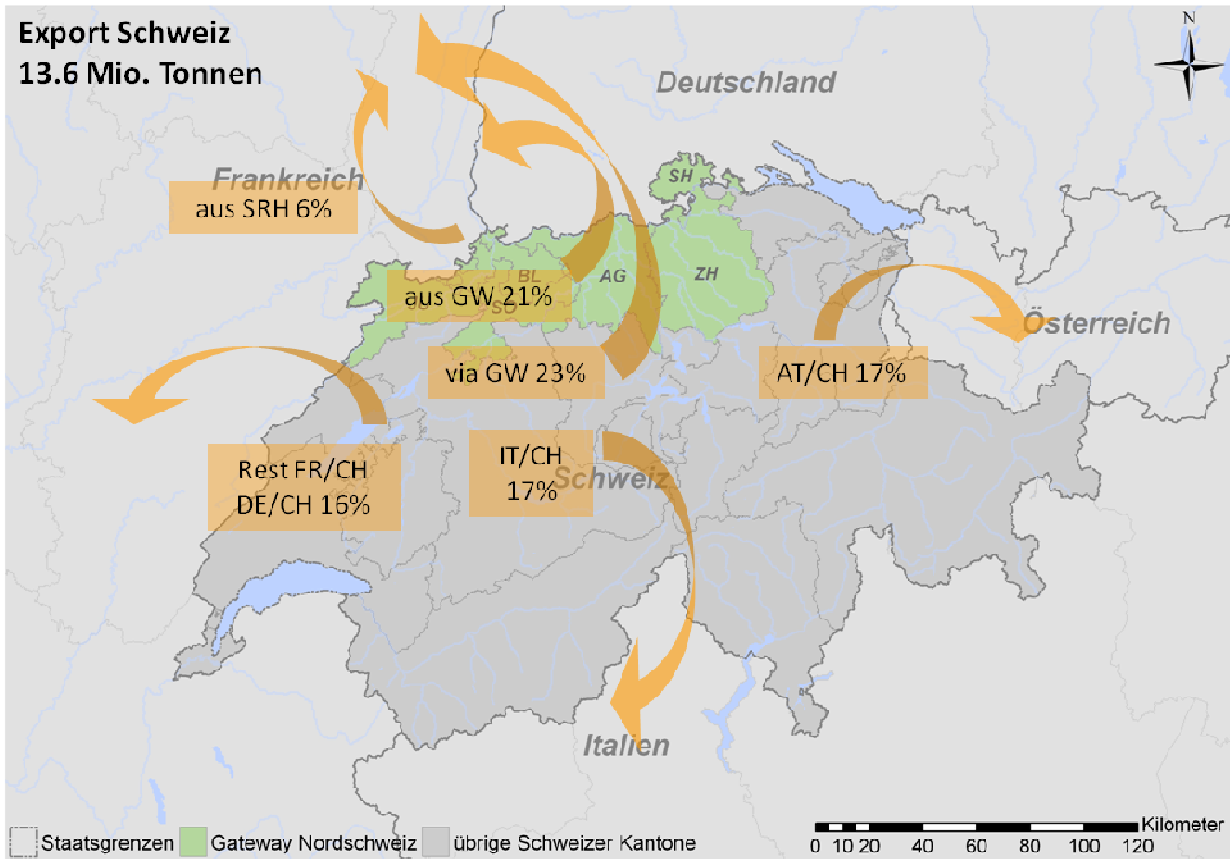 Export Schweiz
13.6 Mio. Tonnen
N
Deutschland
Frankreich
aus SRH 6%
SH
BL
AG
ZH
aus GW 21%
SO
Österreich
via GW 23%
AT/CH 17%
Rest FR/CH
DE/CH 16%
IT/CH
17%
Schweiz
Italien
Staatsgrenzen
Gateway Nordschweiz
übrige Schweizer Kantone
Kilometer
0 10 20 40 60 80 100 120